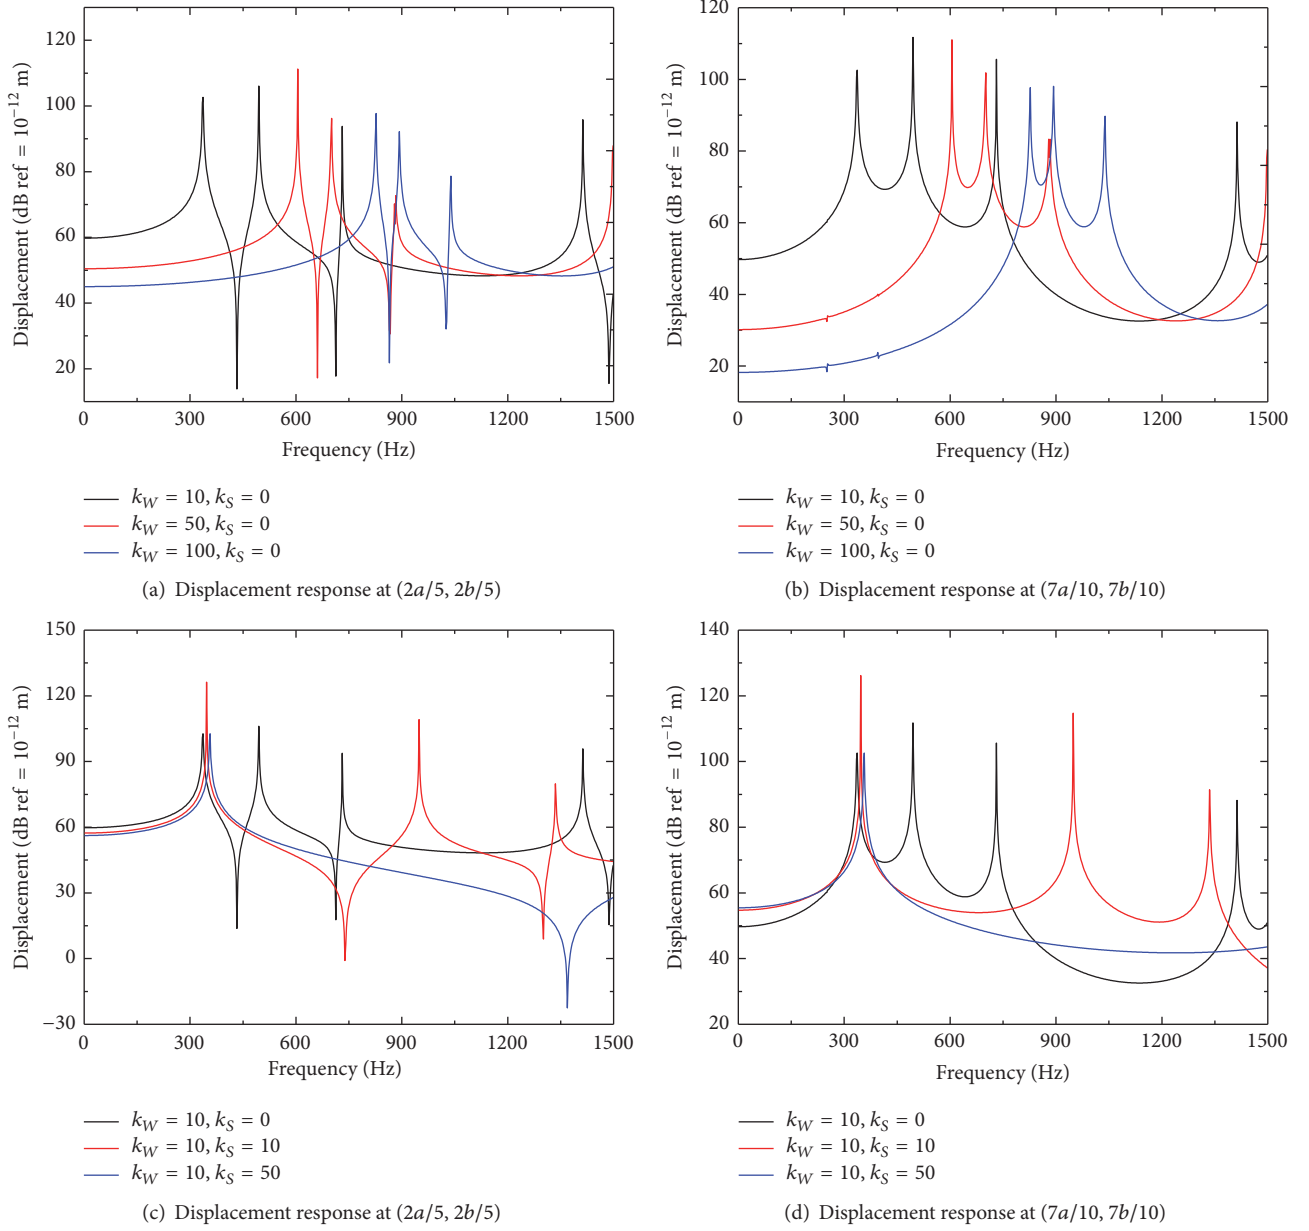 120
100
80
60
40
20
Displacement (dB ref = 10⁻¹² m)
0 300 600 900 1200 1500
Frequency (Hz)
k_W = 10, k_S = 0
k_W = 50, k_S = 0
k_W = 100, k_S = 0
(a) Displacement response at (2a/5, 2b/5)
120
100
80
60
40
20
Displacement (dB ref = 10⁻¹² m)
0 300 600 900 1200 1500
Frequency (Hz)
k_W = 10, k_S = 0
k_W = 50, k_S = 0
k_W = 100, k_S = 0
(b) Displacement response at (7a/10, 7b/10)
150
120
90
60
30
0
−30
Displacement (dB ref = 10⁻¹² m)
0 300 600 900 1200 1500
Frequency (Hz)
k_W = 10, k_S = 0
k_W = 10, k_S = 10
k_W = 10, k_S = 50
(c) Displacement response at (2a/5, 2b/5)
140
120
100
80
60
40
20
Displacement (dB ref = 10⁻¹² m)
0 300 600 900 1200 1500
Frequency (Hz)
k_W = 10, k_S = 0
k_W = 10, k_S = 10
k_W = 10, k_S = 50
(d) Displacement response at (7a/10, 7b/10)